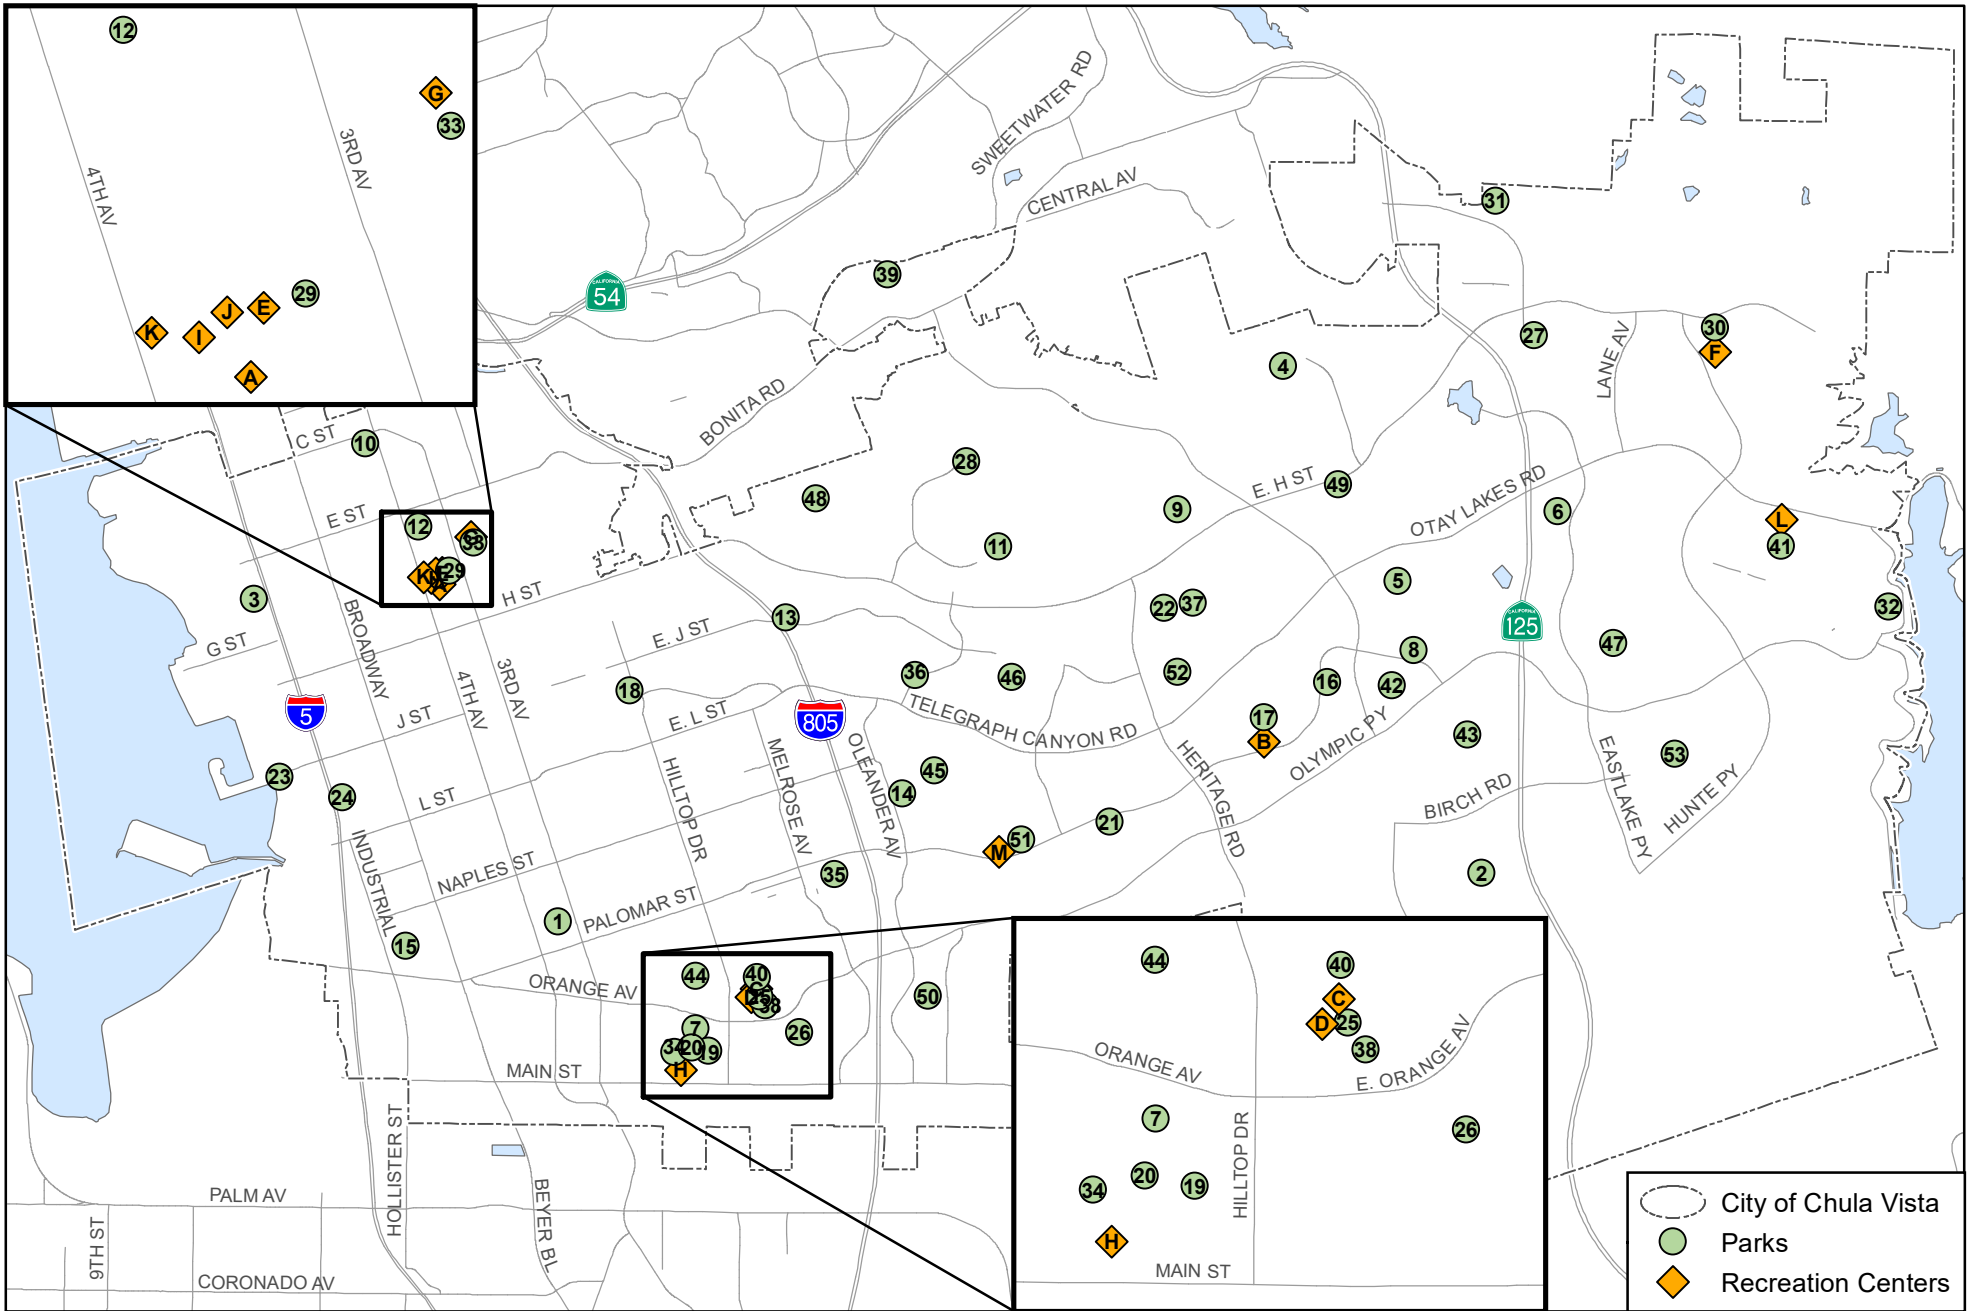 12
G
33
3RD AV
4TH AV
29
E
J
K
I
A
SWEETWATER RD
CENTRAL AV
31
39
CALIFORNIA
54
27
LANE AV
30
F
4
BONITA RD
C ST
10
28
48
E. H ST
49
OTAY LAKES RD
9
6
L
41
E ST
12
G
33
29
E
K
A
11
5
32
3
H ST
BROADWAY
13
22
37
CALIFORNIA
125
G ST
E. J ST
47
8
4TH AV
3RD AV
18
36
46
52
16
42
5
J ST
E. L ST
805
TELEGRAPH CANYON RD
17
B
OLYMPIC PY
43
53
23
24
L ST
HILLTOP DR
MELROSE AV
OLEANDER AV
45
14
HERITAGE RD
BIRCH RD
EASTLAKE PY
HUNTE PY
21
51
M
INDUSTRIAL
NAPLES ST
35
2
1
PALOMAR ST
15
ORANGE AV
44
40
C
25
38
50
26
7
34
20
19
H
MAIN ST
44
40
C
D
25
38
ORANGE AV
E. ORANGE AV
7
26
20
34
19
HILLTOP DR
H
MAIN ST
HOLLISTER ST
BEYER BL
PALM AV
9TH ST
CORONADO AV
City of Chula Vista
Parks
Recreation Centers